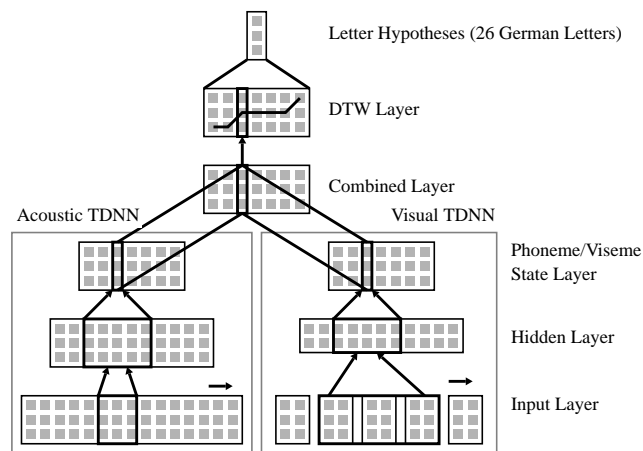 Letter Hypotheses (26 German Letters)
DTW Layer
Combined Layer
Acoustic TDNN
Visual TDNN
Phoneme/Viseme
State Layer
Hidden Layer
Input Layer